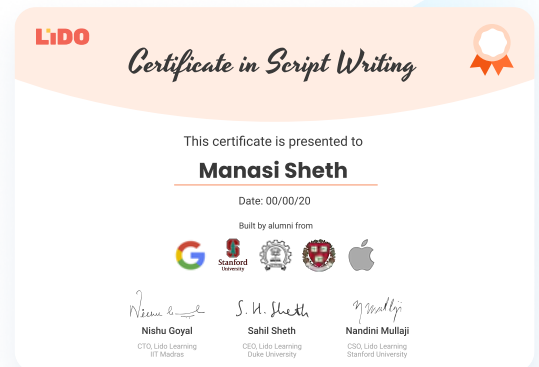 LiDO
Certificate in Script Writing
This certificate is presented to
Manasi Sheth
Date: 00/00/20
Built by alumni from
Stanford
University
S. H. Sheth
Nishu Goyal
Sahil Sheth
Nandini Mullaji
CTO, Lido Learning
IIT Madras
CEO, Lido Learning
Duke University
CSO, Lido Learning
Stanford University